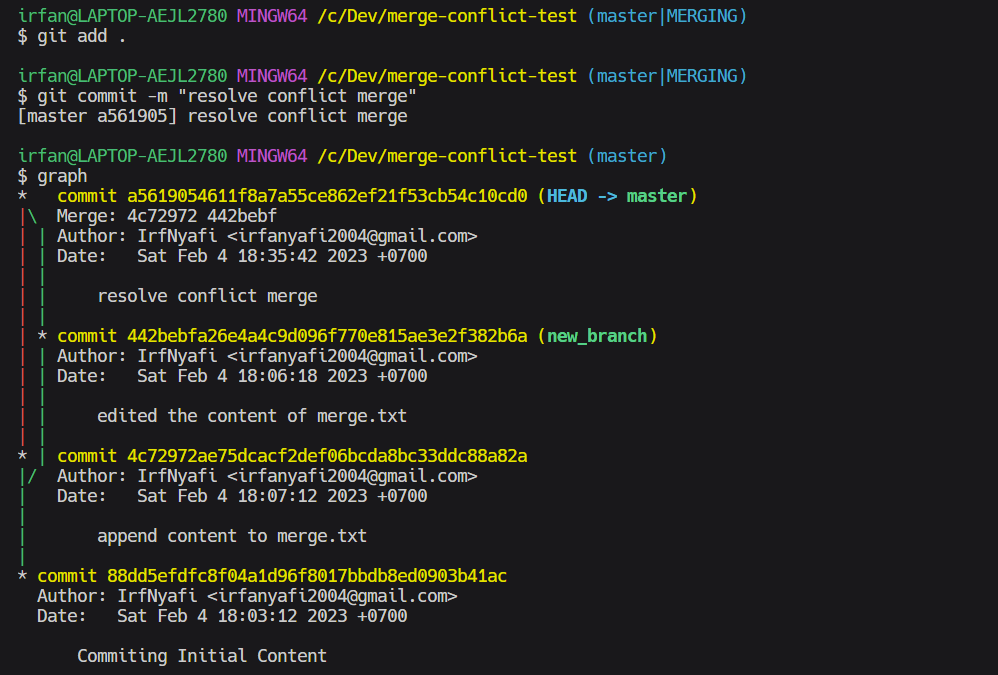 irfan@LAPTOP-AEJL2780 MINGW64 /c/Dev/merge-conflict-test (master|MERGING)
$ git add .

irfan@LAPTOP-AEJL2780 MINGW64 /c/Dev/merge-conflict-test (master|MERGING)
$ git commit -m "resolve conflict merge"
[master a561905] resolve conflict merge

irfan@LAPTOP-AEJL2780 MINGW64 /c/Dev/merge-conflict-test (master)
$ graph
*   commit a5619054611f8a7a55ce862ef21f53cb54c10cd0 (HEAD -> master)
|\  Merge: 4c72972 442bebf
| | Author: IrfNyafi <irfanyafi2004@gmail.com>
| | Date:   Sat Feb 4 18:35:42 2023 +0700
| |
| |     resolve conflict merge
| |
| * commit 442bebfa26e4a4c9d096f770e815ae3e2f382b6a (new_branch)
| | Author: IrfNyafi <irfanyafi2004@gmail.com>
| | Date:   Sat Feb 4 18:06:18 2023 +0700
| |
| |     edited the content of merge.txt
| |
* | commit 4c72972ae75dcacf2def06bcda8bc33ddc88a82a
|/  Author: IrfNyafi <irfanyafi2004@gmail.com>
|   Date:   Sat Feb 4 18:07:12 2023 +0700
|
|       append content to merge.txt
|
* commit 88dd5efdfc8f04a1d96f8017bbdb8ed0903b41ac
  Author: IrfNyafi <irfanyafi2004@gmail.com>
  Date:   Sat Feb 4 18:03:12 2023 +0700

      Commiting Initial Content